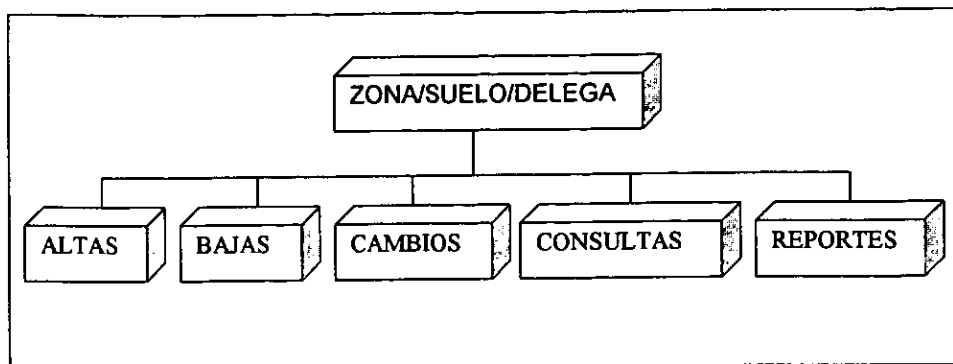 ZONA/SUELO/DELEGA
ALTAS BAJAS CAMBIOS CONSULTAS REPORTES